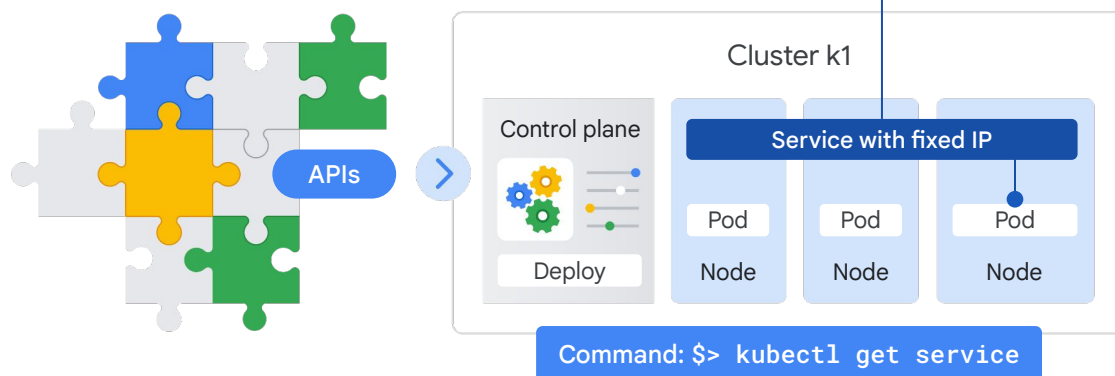 APIs
Cluster k1
Control plane
Deploy
Service with fixed IP
Pod
Node
Pod
Node
Pod
Node
Command: $> kubectl get service